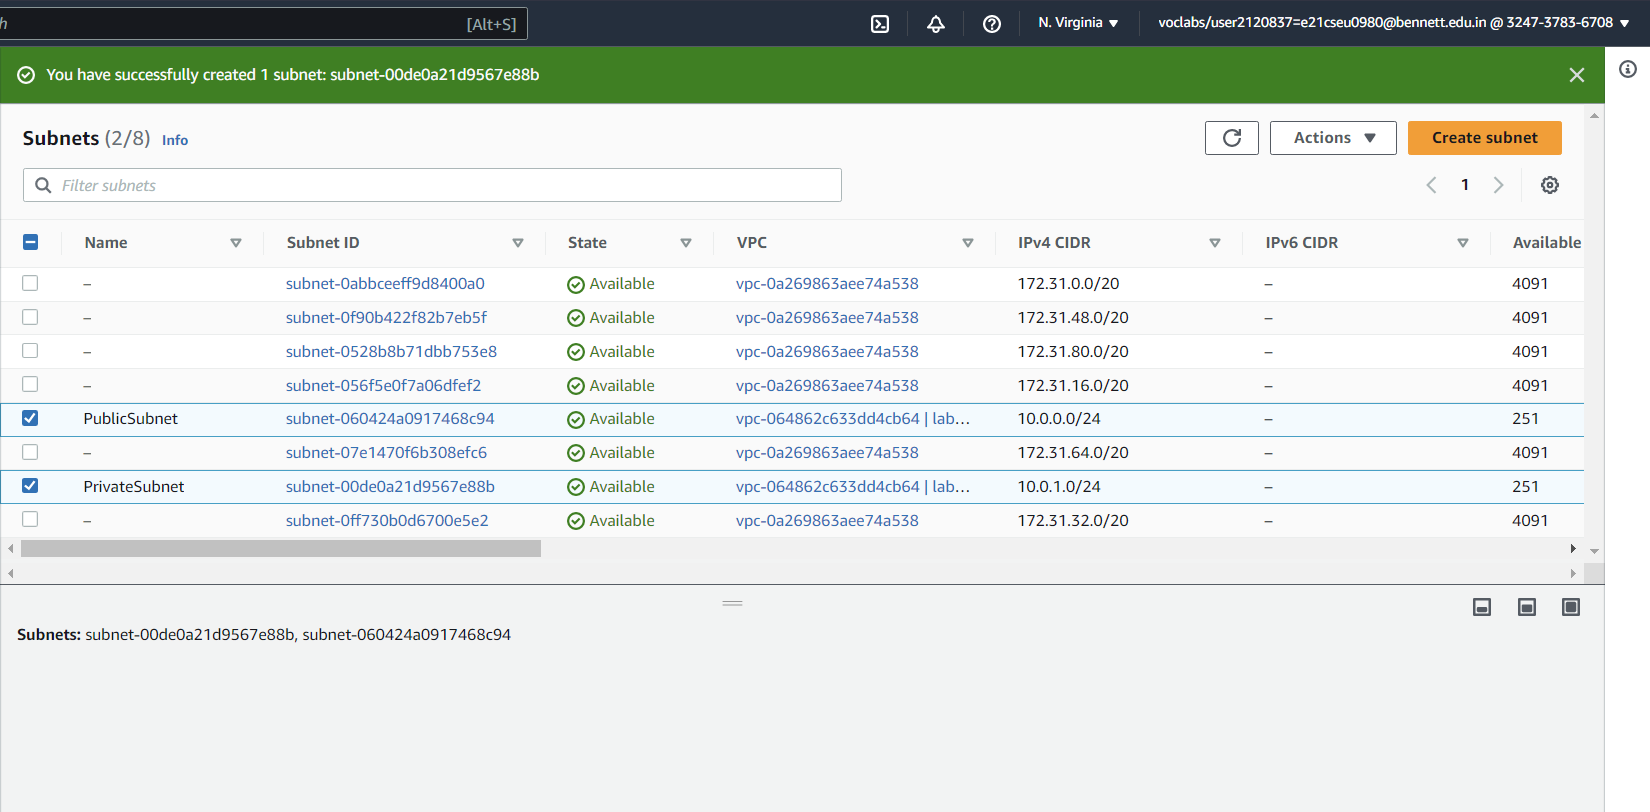 h [Alt+S] N. Virginia ▼ voclabs/user2120837=e21cseu0980@bennett.edu.in @ 3247-3783-6708 ▼
You have successfully created 1 subnet: subnet-00de0a21d9567e88b
Subnets (2/8) Info Actions ▼ Create subnet
Filter subnets 1
Name Subnet ID State VPC IPv4 CIDR IPv6 CIDR Available
– subnet-0abbceeff9d8400a0 Available vpc-0a269863aee74a538 172.31.0.0/20 – 4091
– subnet-0f90b422f82b7eb5f Available vpc-0a269863aee74a538 172.31.48.0/20 – 4091
– subnet-0528b8b71dbb753e8 Available vpc-0a269863aee74a538 172.31.80.0/20 – 4091
– subnet-056f5e0f7a06dfef2 Available vpc-0a269863aee74a538 172.31.16.0/20 – 4091
PublicSubnet subnet-060424a0917468c94 Available vpc-064862c633dd4cb64 | lab... 10.0.0.0/24 – 251
– subnet-07e1470f6b308efc6 Available vpc-0a269863aee74a538 172.31.64.0/20 – 4091
PrivateSubnet subnet-00de0a21d9567e88b Available vpc-064862c633dd4cb64 | lab... 10.0.1.0/24 – 251
– subnet-0ff730b0d6700e5e2 Available vpc-0a269863aee74a538 172.31.32.0/20 – 4091
Subnets: subnet-00de0a21d9567e88b, subnet-060424a0917468c94